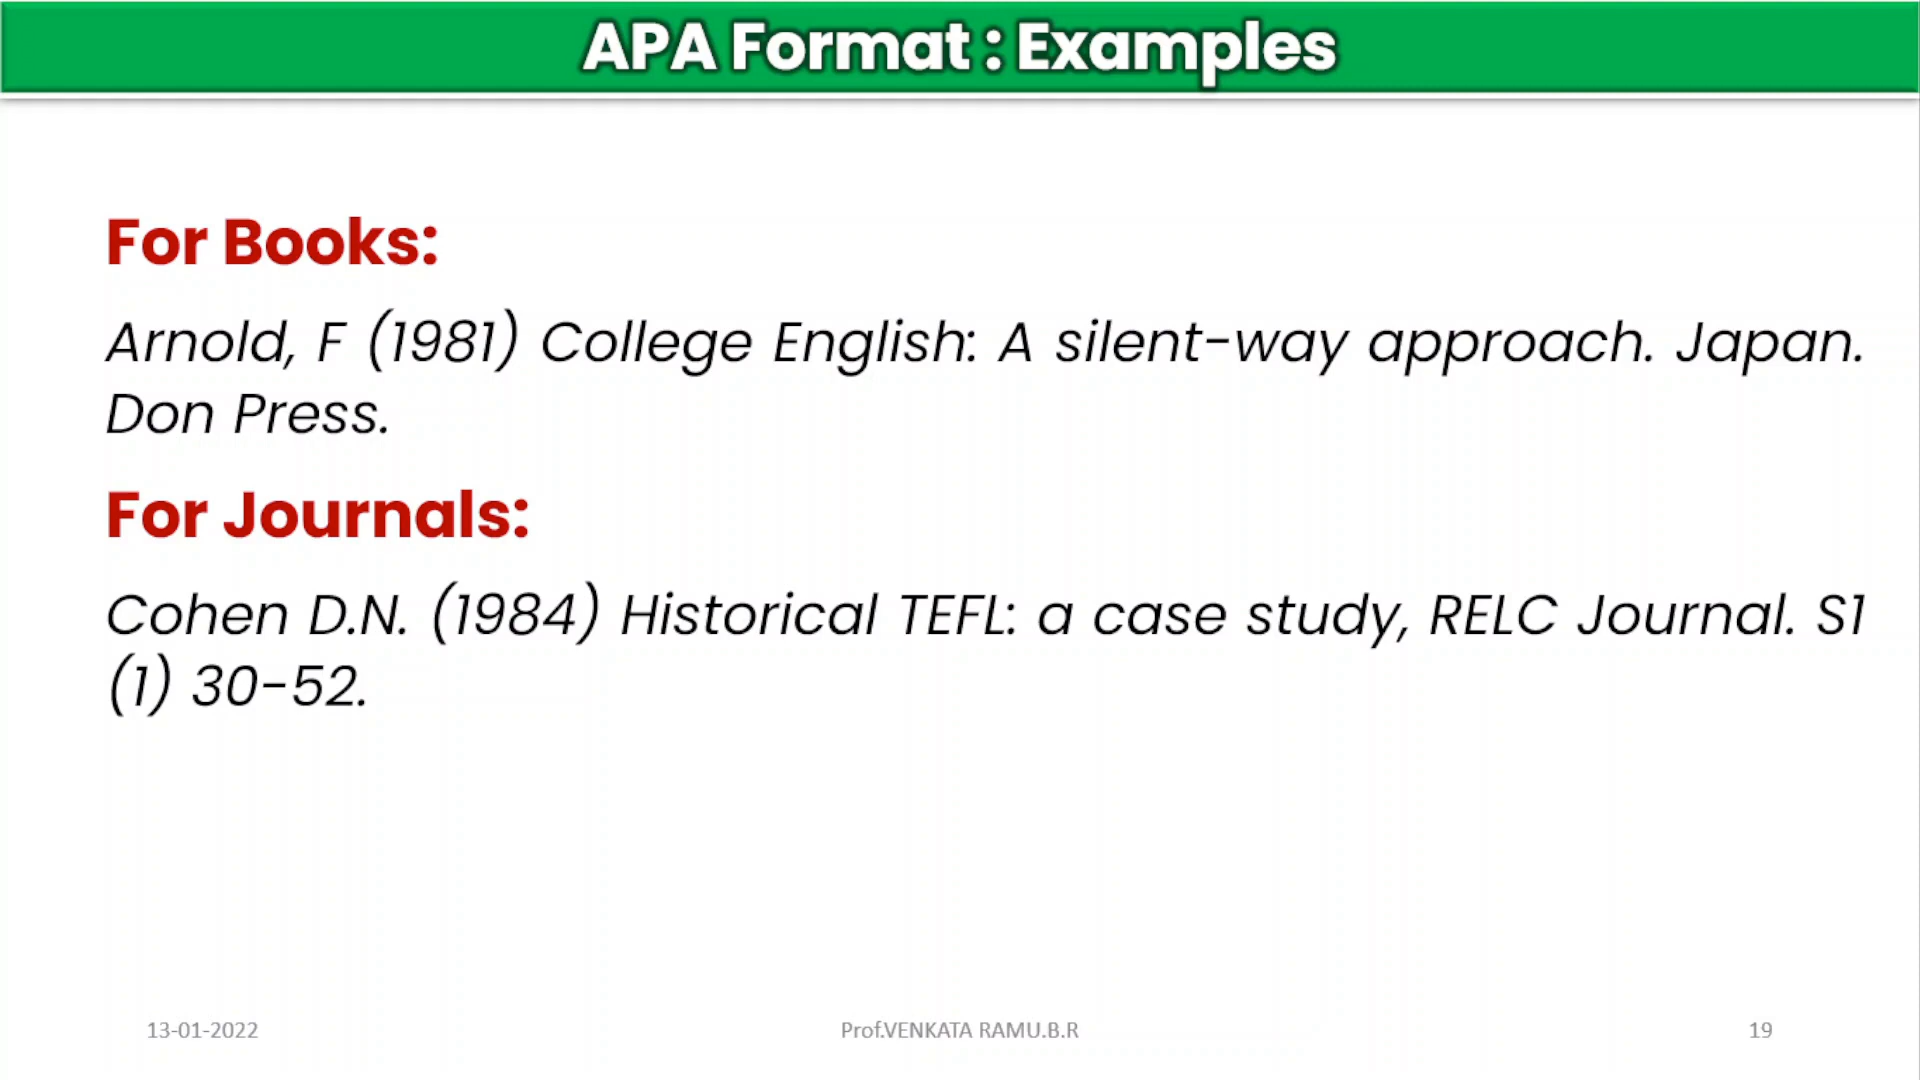 APA Format : Examples
For Books:
Arnold, F (1981) College English: A silent-way approach. Japan.
Don Press.
For Journals:
Cohen D.N. (1984) Historical TEFL: a case study, RELC Journal. S1
(1) 30-52.
13-01-2022
Prof.VENKATA RAMU.B.R
19